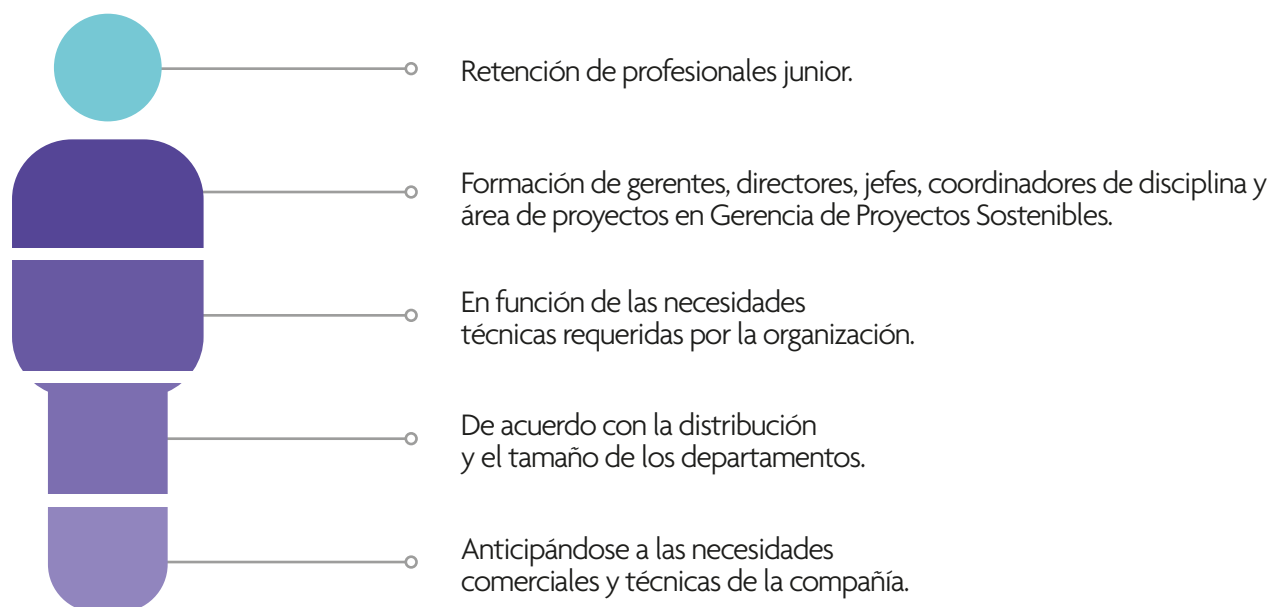 Retención de profesionales junior.
Formación de gerentes, directores, jefes, coordinadores de disciplina y
área de proyectos en Gerencia de Proyectos Sostenibles.
En función de las necesidades
técnicas requeridas por la organización.
De acuerdo con la distribución
y el tamaño de los departamentos.
Anticipándose a las necesidades
comerciales y técnicas de la compañía.